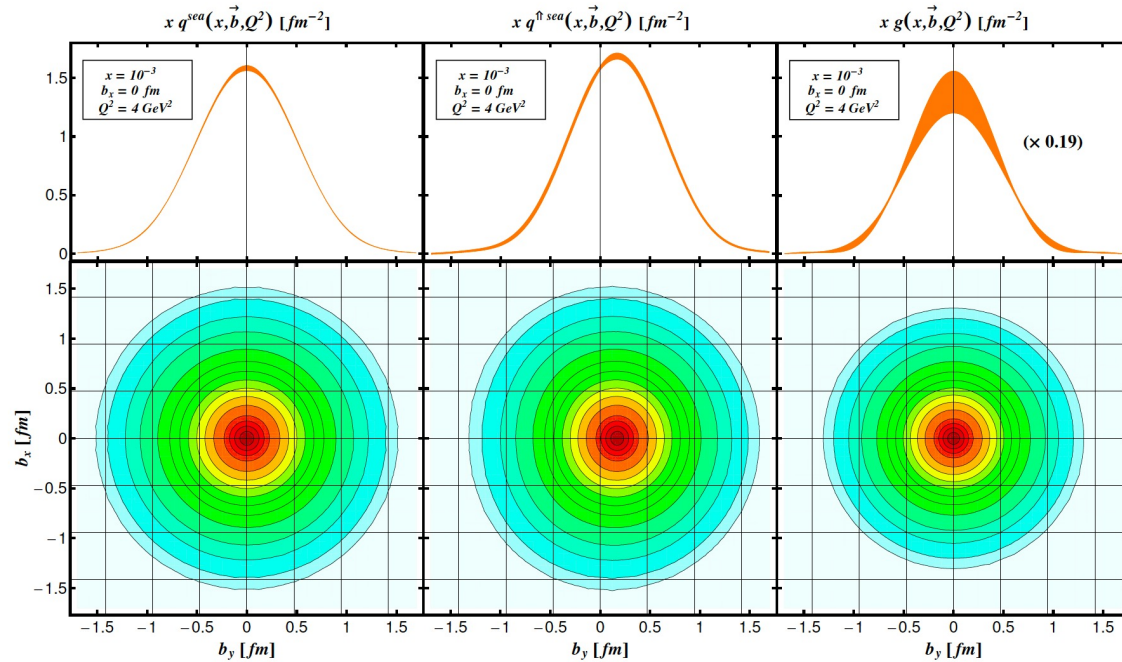 x q^sea(x,b⃗,Q²) [fm⁻²]
x q^⇑ sea(x,b⃗,Q²) [fm⁻²]
x g(x,b⃗,Q²) [fm⁻²]
x = 10⁻³
b_x = 0 fm
Q² = 4 GeV²
x = 10⁻³
b_x = 0 fm
Q² = 4 GeV²
x = 10⁻³
b_x = 0 fm
Q² = 4 GeV²
(× 0.19)
1.5
1
0.5
0
1.5
1
0.5
0
−0.5
−1
−1.5
b_x [fm]
−1.5 −1 −0.5 0 0.5 1 1.5
−1.5 −1 −0.5 0 0.5 1 1.5
−1.5 −1 −0.5 0 0.5 1 1.5
b_y [fm]
b_y [fm]
b_y [fm]